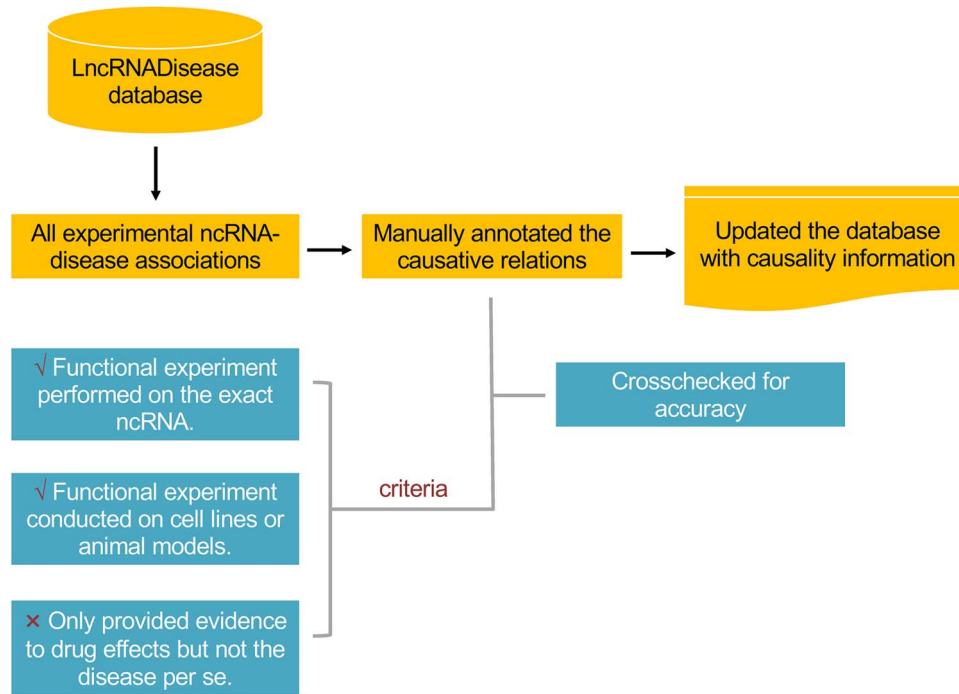 LncRNADisease
database
All experimental ncRNA-
disease associations
Manually annotated the
causative relations
Updated the database
with causality information
√ Functional experiment
performed on the exact
ncRNA.
Crosschecked for
accuracy
√ Functional experiment
conducted on cell lines or
animal models.
criteria
× Only provided evidence
to drug effects but not the
disease per se.